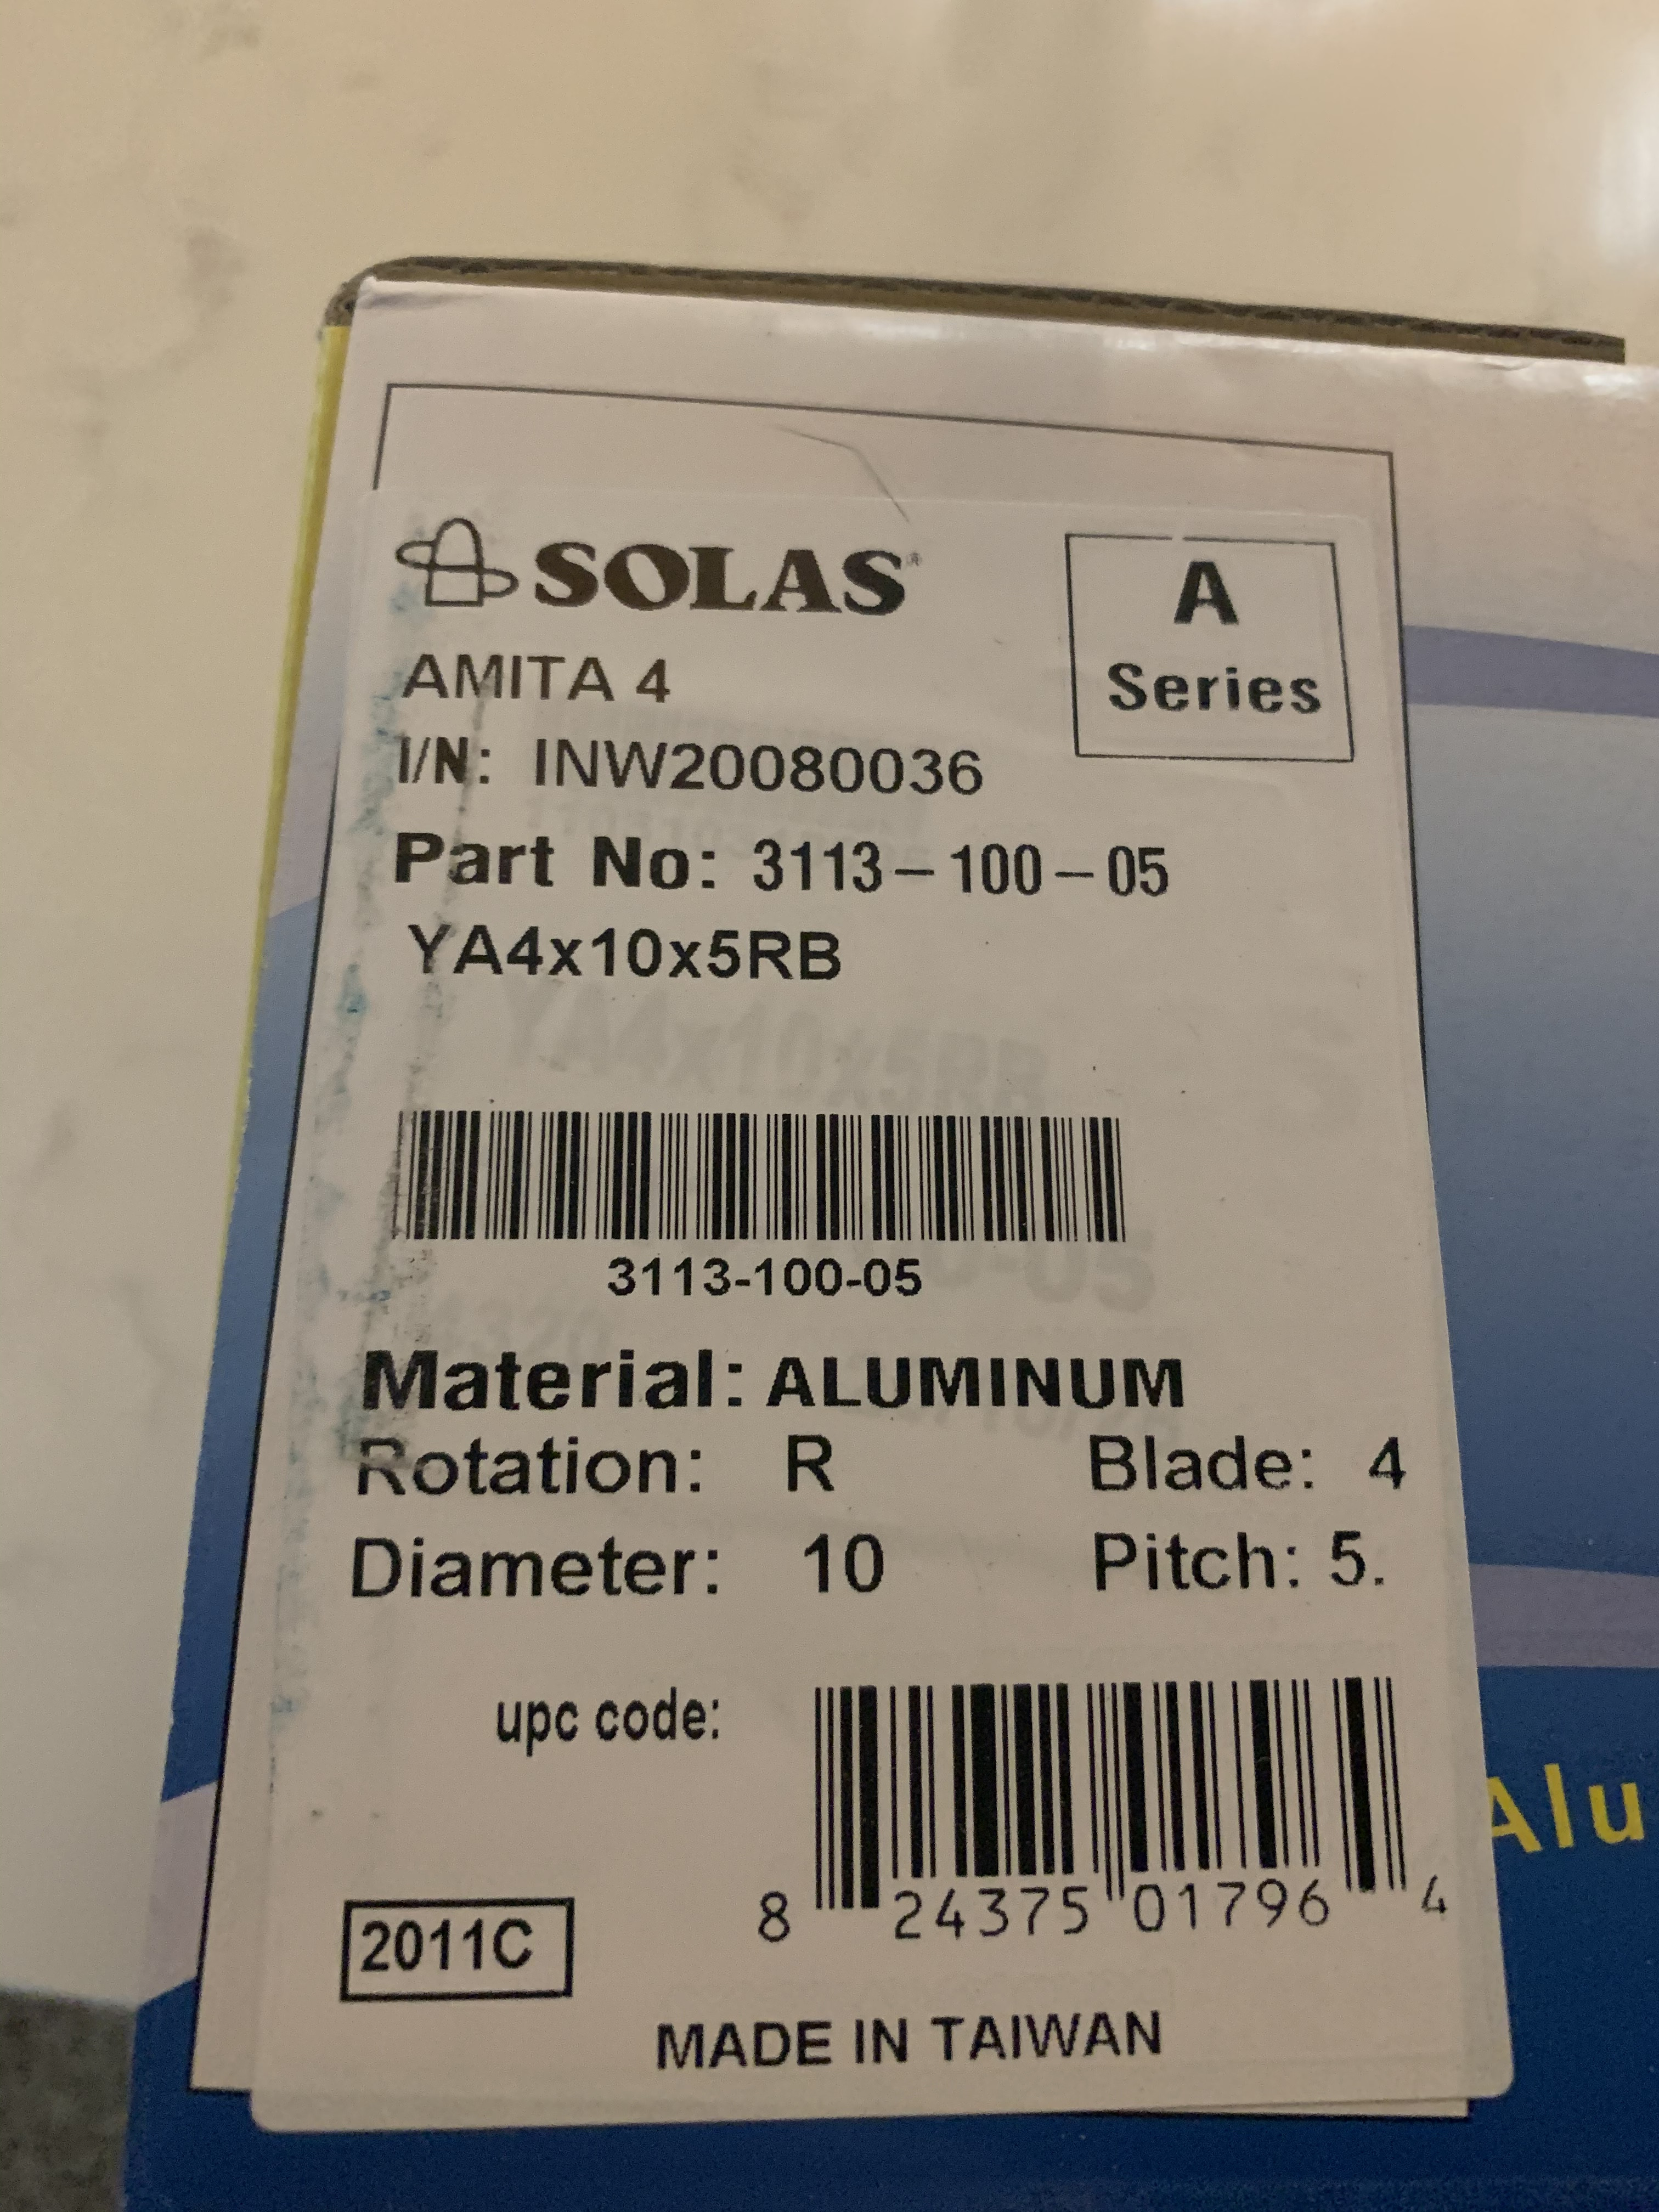 SOLAS®
A
Series
AMITA 4
I/N: INW20080036
Part No: 3113-100-05
YA4x10x5RB
YA4x10x5RB
3113-100-05
Material: ALUMINUM
Rotation: R Blade: 4
Diameter: 10 Pitch: 5.
upc code:
8 24375 01796 4
Alu
2011C
MADE IN TAIWAN